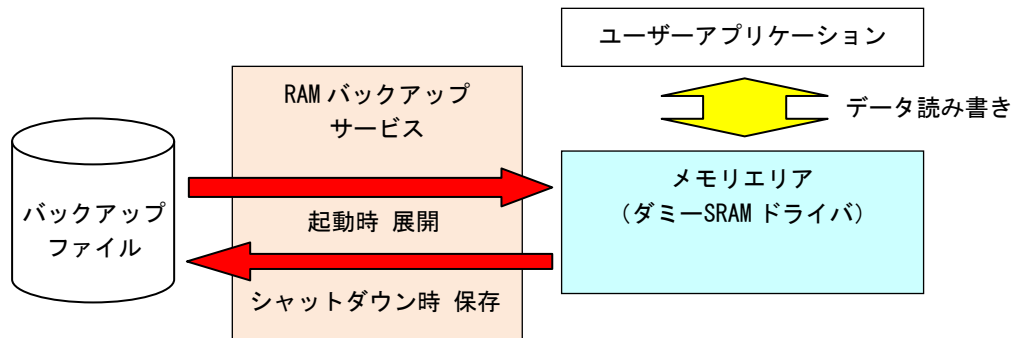 ユーザーアプリケーション
RAM バックアップ
サービス
データ読み書き
メモリエリア
（ダミーSRAM ドライバ）
バックアップ
ファイル
起動時 展開
シャットダウン時 保存